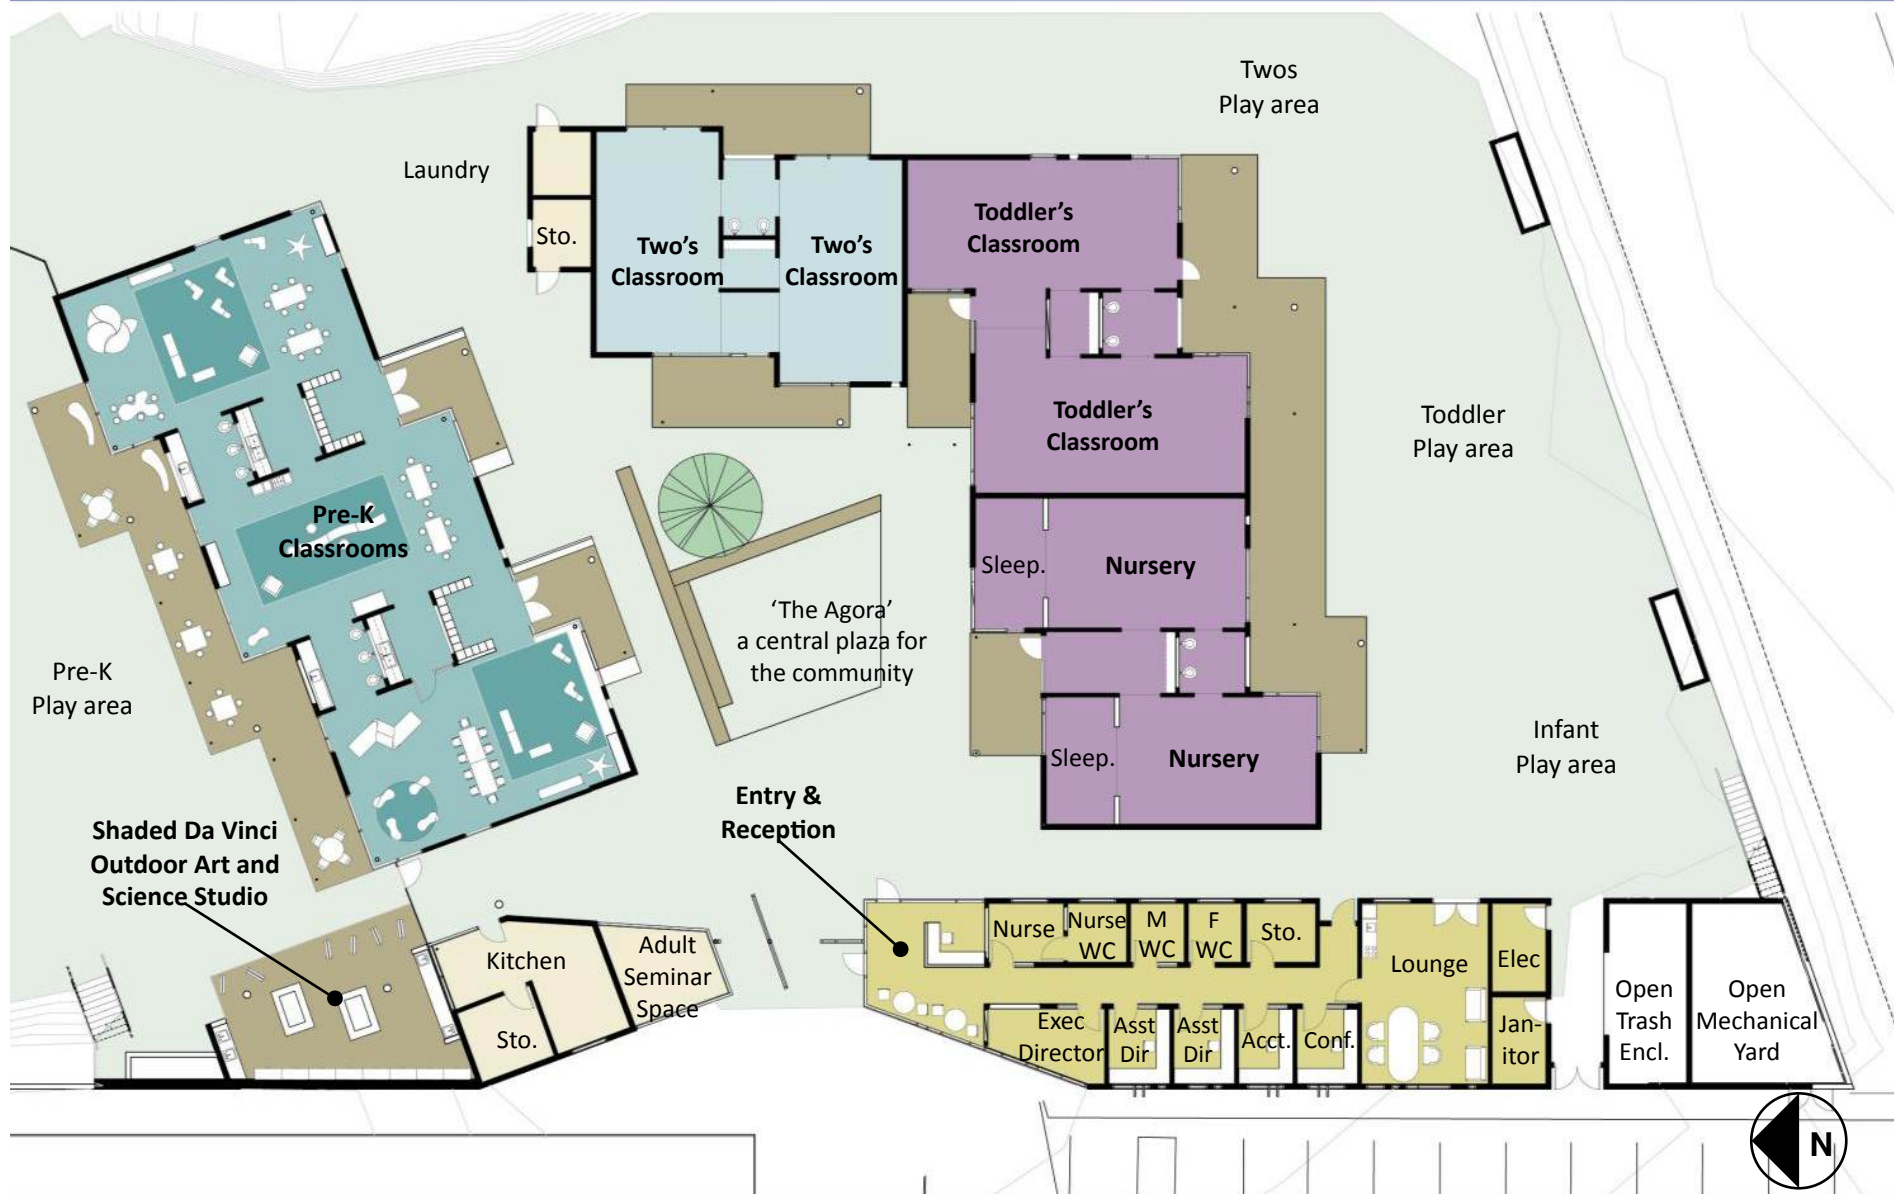 Twos
Play area
Laundry
Sto.
Two's
Classroom
Two's
Classroom
Toddler's
Classroom
Toddler's
Classroom
Toddler
Play area
Pre-K
Classrooms
Sleep.
Nursery
'The Agora'
a central plaza for
the community
Pre-K
Play area
Infant
Play area
Sleep.
Nursery
Entry &
Reception
Shaded Da Vinci
Outdoor Art and
Science Studio
Kitchen
Sto.
Adult
Seminar
Space
Nurse
Nurse
WC
M
WC
F
WC
Sto.
Lounge
Elec
Exec
Director
Asst
Dir
Asst
Dir
Acct.
Conf.
Jan-
itor
Open
Trash
Encl.
Open
Mechanical
Yard
N